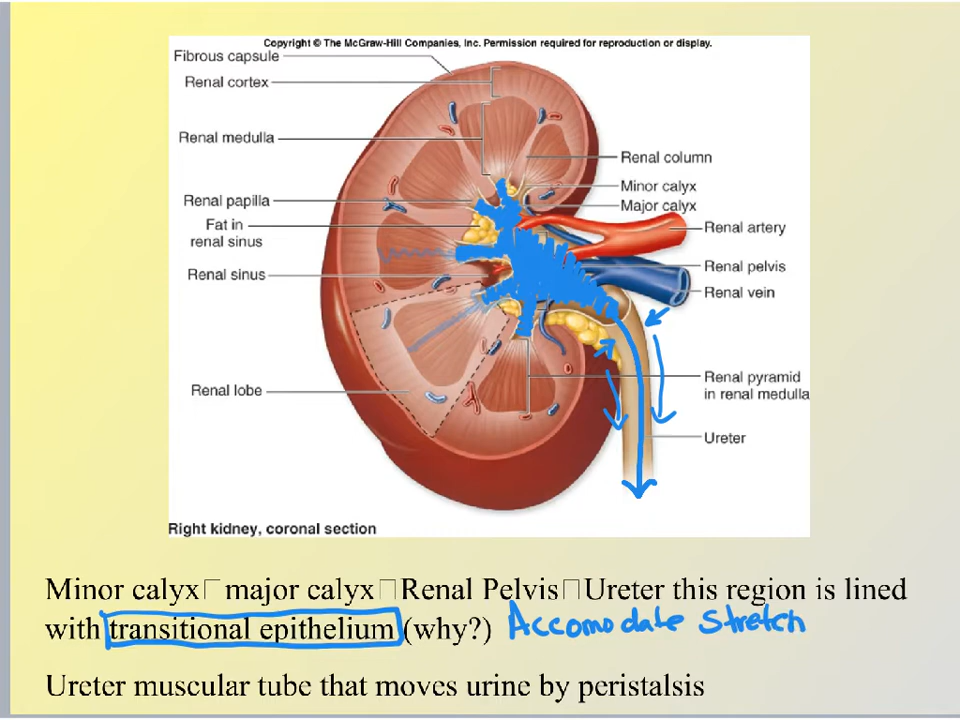 Copyright © The McGraw-Hill Companies, Inc. Permission required for reproduction or display.
Fibrous capsule
Renal cortex
Renal medulla
Renal column
Minor calyx
Renal papilla
Major calyx
Fat in
renal sinus
Renal artery
Renal sinus
Renal pelvis
Renal vein
Renal lobe
Renal pyramid
in renal medulla
Ureter
Right kidney, coronal section
Minor calyx□major calyx□Renal Pelvis□Ureter this region is lined
with transitional epithelium (why?) Accomodate stretch
Ureter muscular tube that moves urine by peristalsis